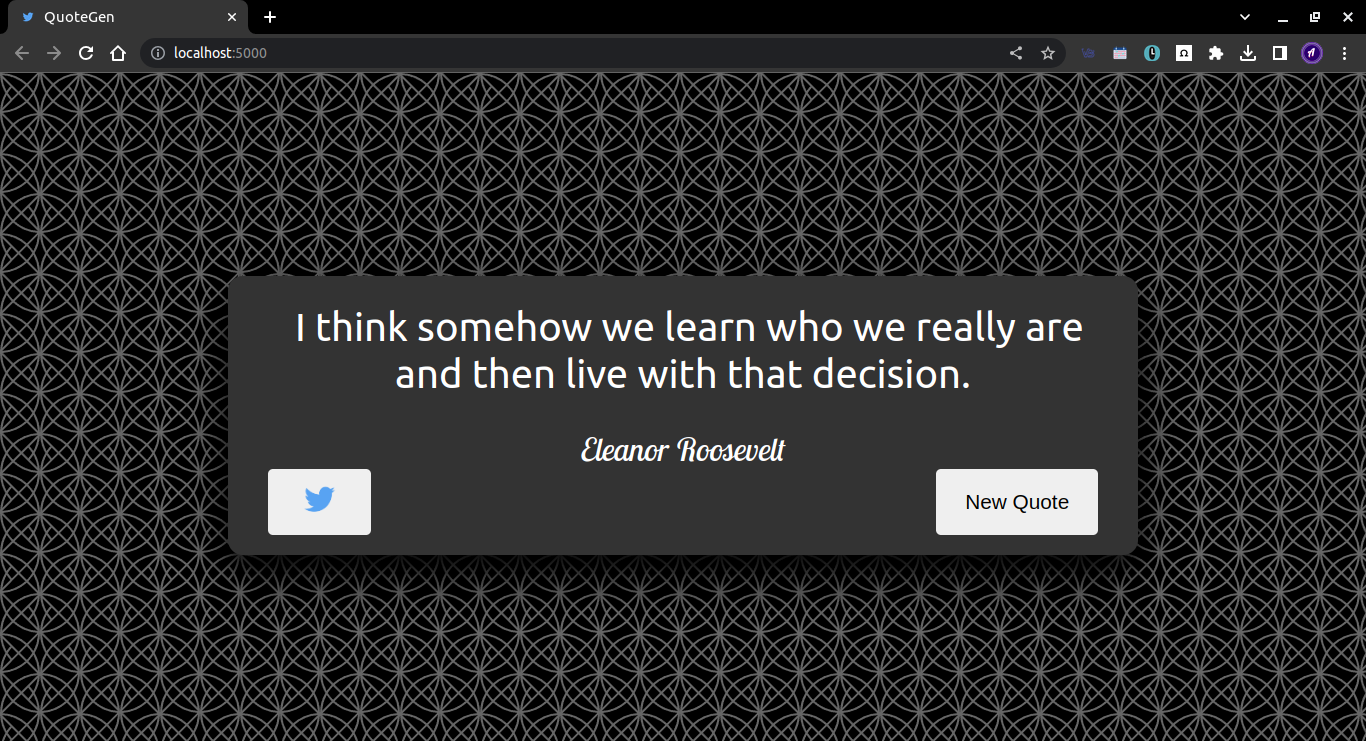 QuoteGen
localhost:5000
I think somehow we learn who we really are
and then live with that decision.
Eleanor Roosevelt
New Quote